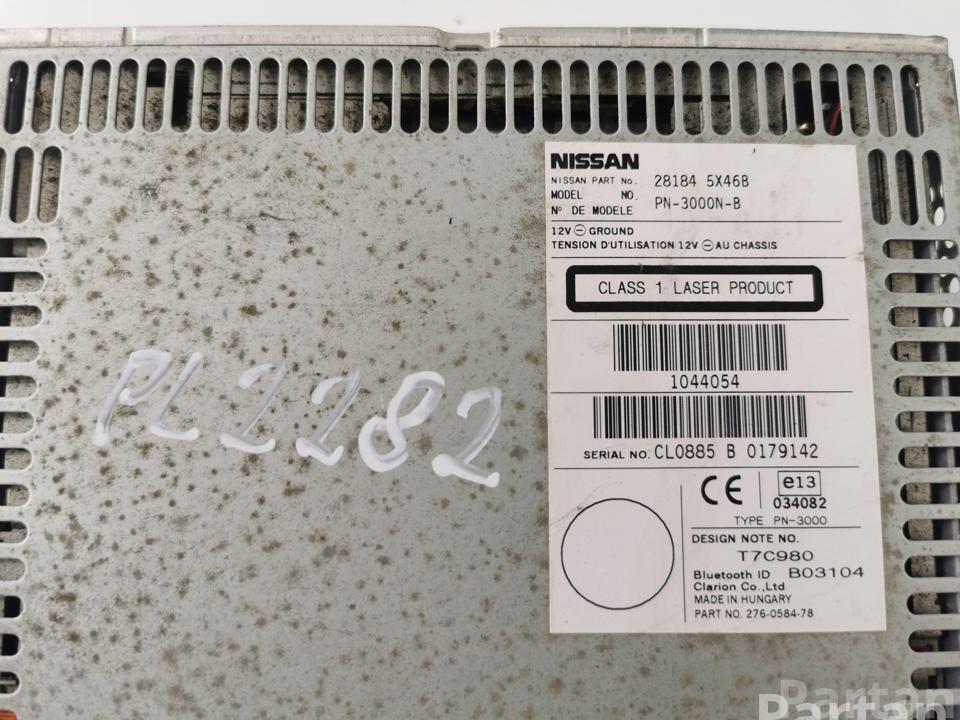 NISSAN
NISSAN PART No. 28184 5X46B
MODEL NO. PN-3000N-B
N° DE MODELE
12V ⊖ GROUND
TENSION D'UTILISATION 12V ⊖ AU CHASSIS
CLASS 1 LASER PRODUCT
1044054
SERIAL NO. CL0885 B 0179142
CE e13
034082
TYPE PN-3000
DESIGN NOTE NO.
T7C980
Bluetooth ID B03104
Clarion Co.,Ltd
MADE IN HUNGARY
PART NO. 276-0584-78
PL2282
Partan
Partan